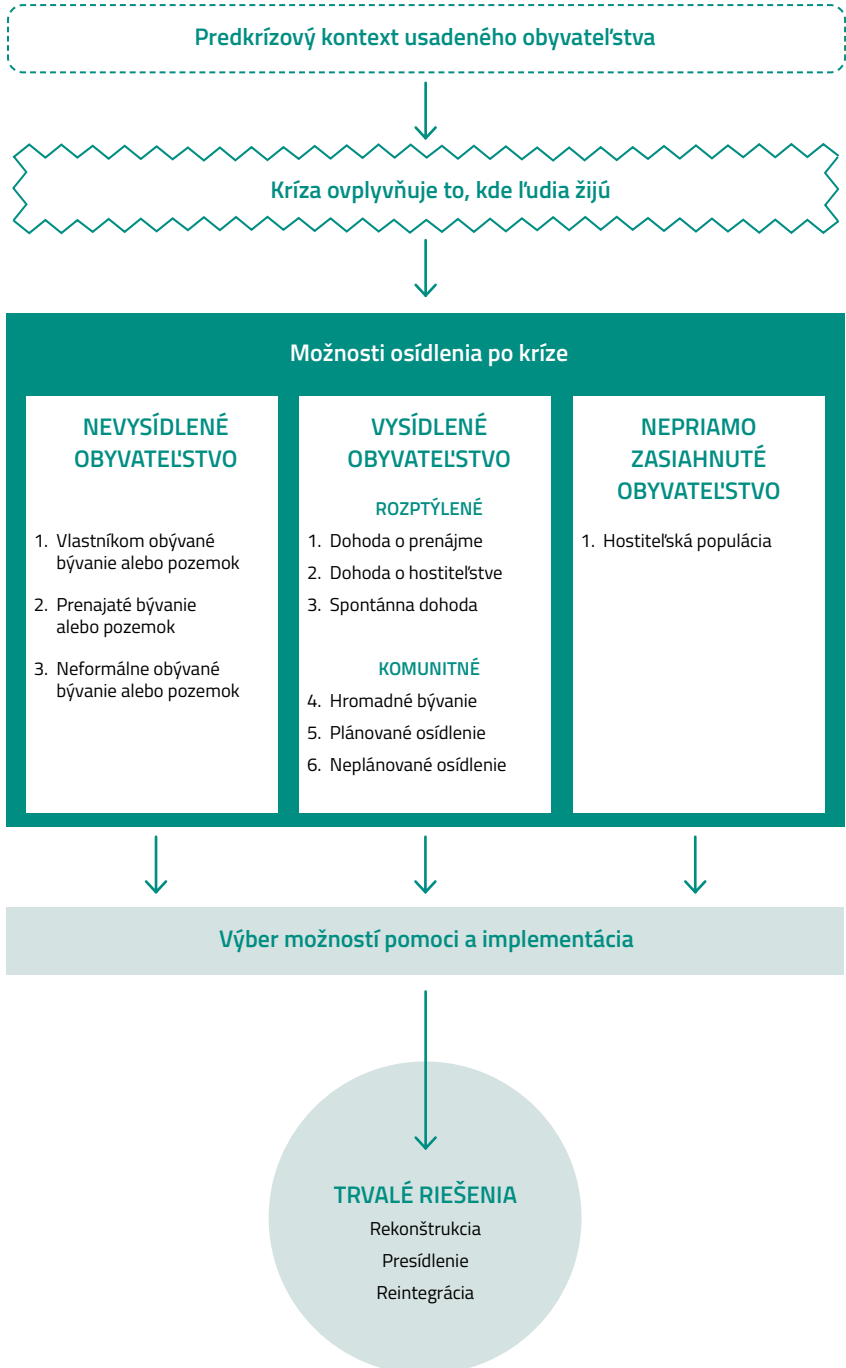 Predkrízový kontext usadeného obyvateľstva
Kríza ovplyvňuje to, kde ľudia žijú
Možnosti osídlenia po kríze
NEVYSÍDLENÉ
OBYVATEĽSTVO
1. Vlastníkom obývané
bývanie alebo pozemok
2. Prenajaté bývanie
alebo pozemok
3. Neformálne obývané
bývanie alebo pozemok
VYSÍDLENÉ
OBYVATEĽSTVO
ROZPTÝLENÉ
1. Dohoda o prenájme
2. Dohoda o hostiteľstve
3. Spontánna dohoda
KOMUNITNÉ
4. Hromadné bývanie
5. Plánované osídlenie
6. Neplánované osídlenie
NEPRIAMO
ZASIAHNUTÉ
OBYVATEĽSTVO
1. Hostiteľská populácia
Výber možností pomoci a implementácia
TRVALÉ RIEŠENIA
Rekonštrukcia
Presídlenie
Reintegrácia